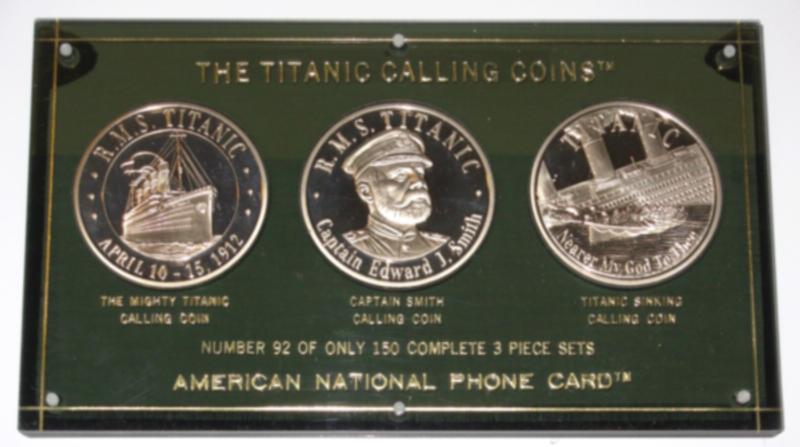 THE TITANIC CALLING COINS™
R.M.S. TITANIC
APRIL 10 - 15, 1912
R.M.S. TITANIC
Captain Edward J. Smith
TITANIC
Nearer My God To Thee
THE MIGHTY TITANIC
CALLING COIN
CAPTAIN SMITH
CALLING COIN
TITANIC SINKING
CALLING COIN
NUMBER 92 OF ONLY 150 COMPLETE 3 PIECE SETS
AMERICAN NATIONAL PHONE CARD™